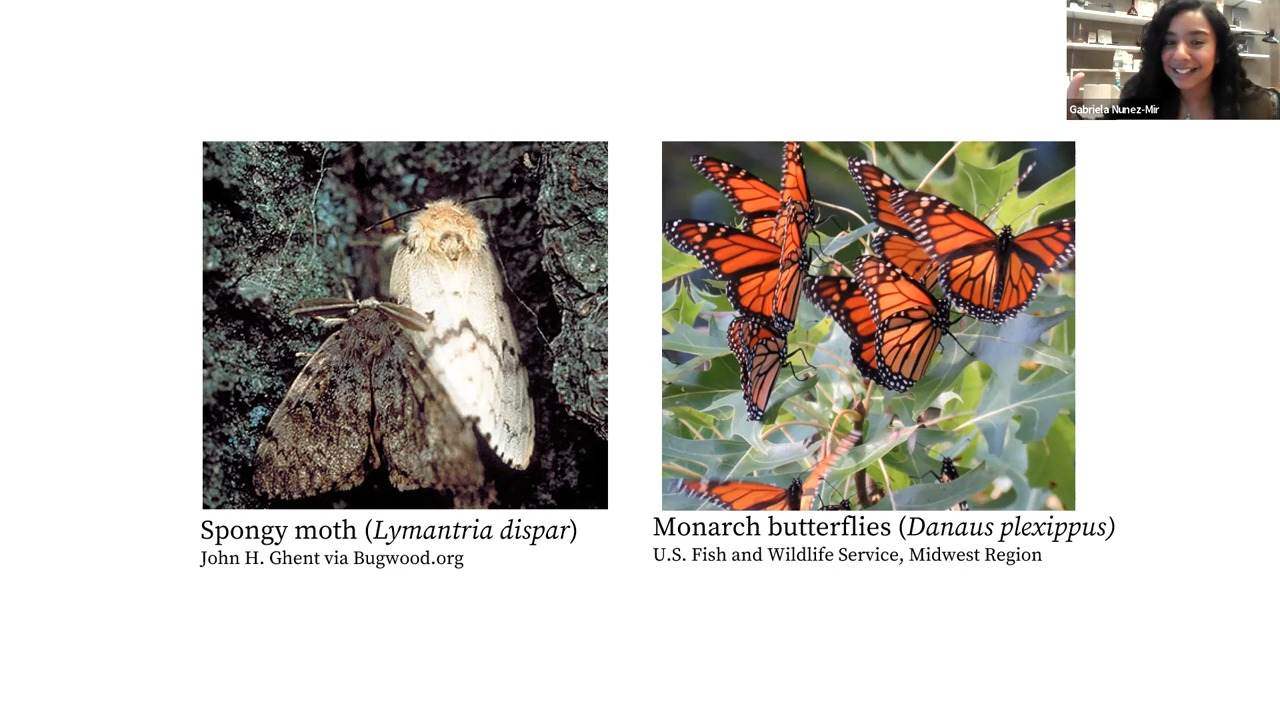 Gabriela Nunez-Mir
Spongy moth (Lymantria dispar)
John H. Ghent via Bugwood.org
Monarch butterflies (Danaus plexippus)
U.S. Fish and Wildlife Service, Midwest Region